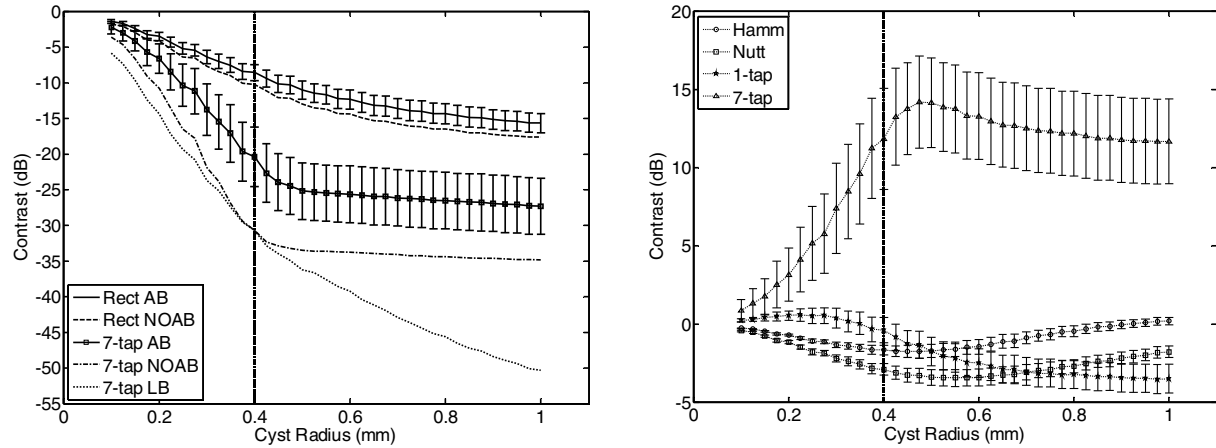 0
-5
-10
-15
-20
-25
-30
-35
-40
-45
-50
-55
Contrast (dB)
Rect AB
Rect NOAB
7-tap AB
7-tap NOAB
7-tap LB
0 0.2 0.4 0.6 0.8 1
Cyst Radius (mm)
20
15
10
5
0
-5
Contrast (dB)
Hamm
Nutt
1-tap
7-tap
0 0.2 0.4 0.6 0.8 1
Cyst Radius (mm)